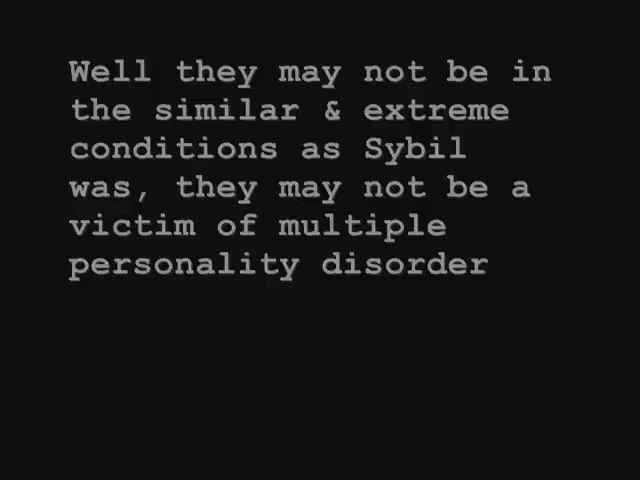 Well they may not be in
the similar & extreme
conditions as Sybil
was, they may not be a
victim of multiple
personality disorder